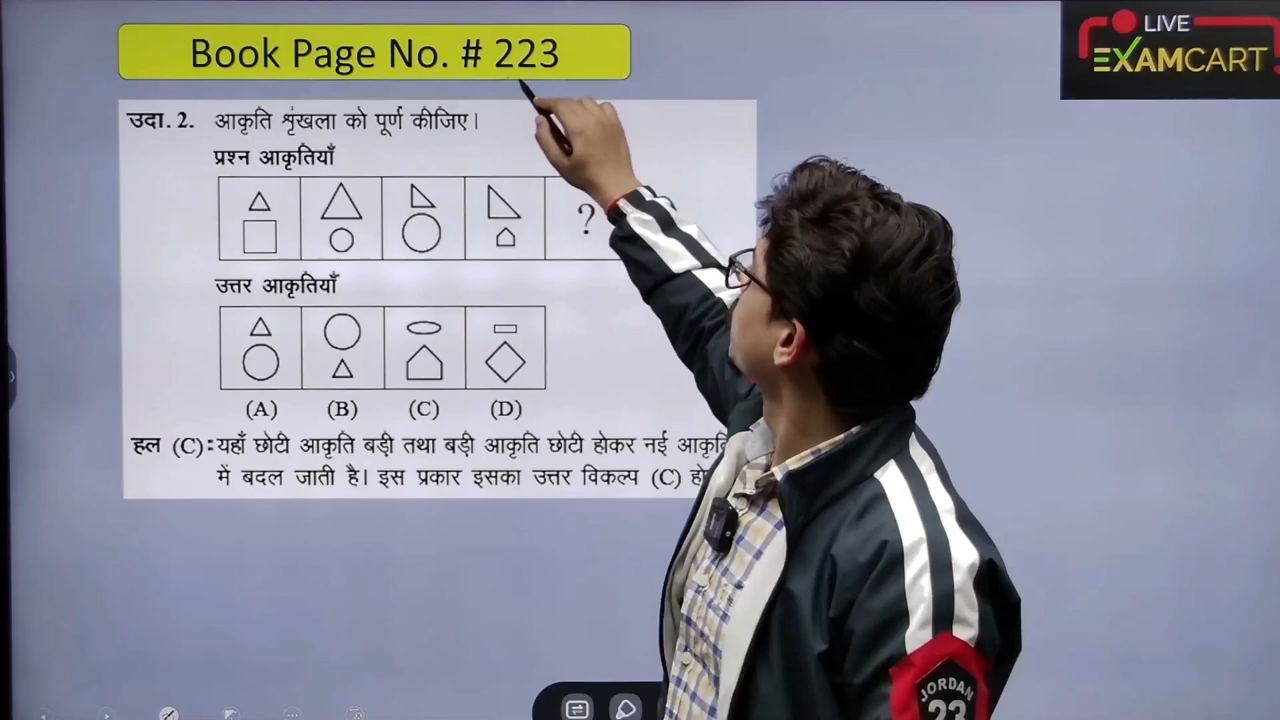 Book Page No. # 223
LIVE
EXAMCART
उदा. 2. आकृति शृंखला को पूर्ण कीजिए।
प्रश्न आकृतियाँ
?
उत्तर आकृतियाँ
(A) (B) (C) (D)
हल (C) : यहाँ छोटी आकृति बड़ी तथा बड़ी आकृति छोटी होकर नई
में बदल जाती है। इस प्रकार इसका उत्तर विकल्प (C)
JORDAN
23